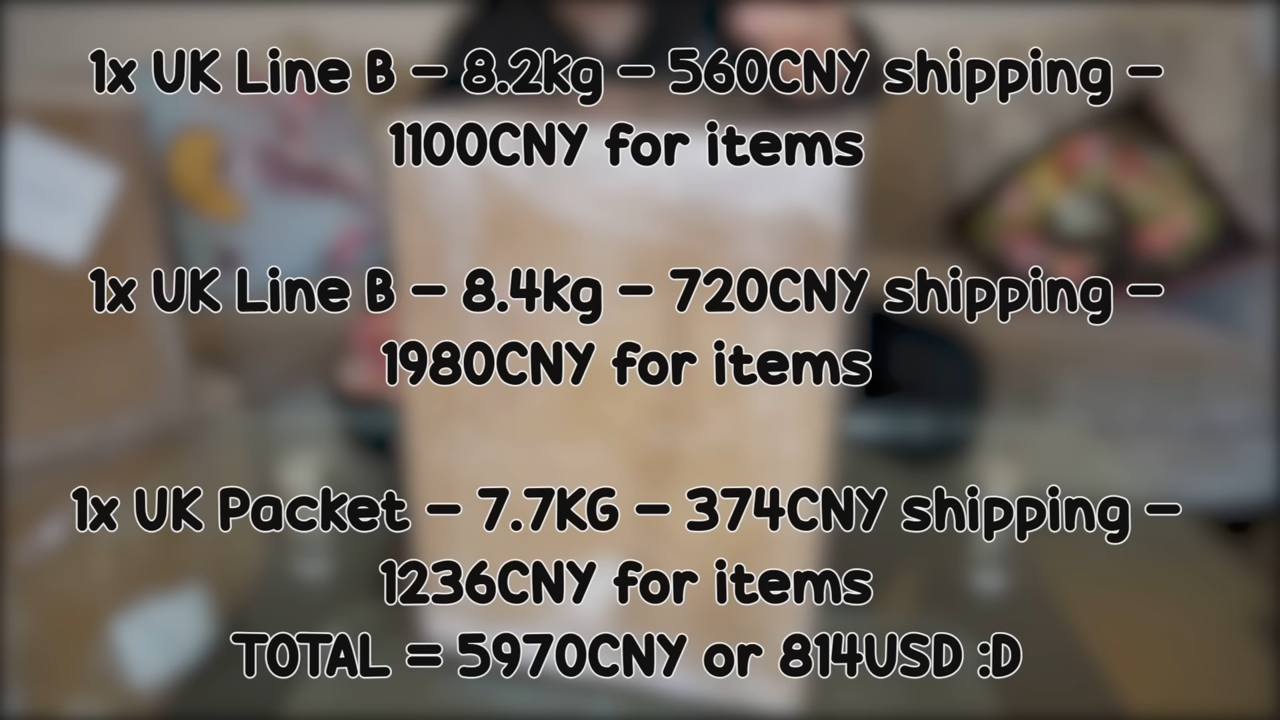 1x UK Line B – 8.2kg – 560CNY shipping –
1100CNY for items
1x UK Line B – 8.4kg – 720CNY shipping –
1980CNY for items
1x UK Packet – 7.7KG – 374CNY shipping –
1236CNY for items
TOTAL = 5970CNY or 814USD :D